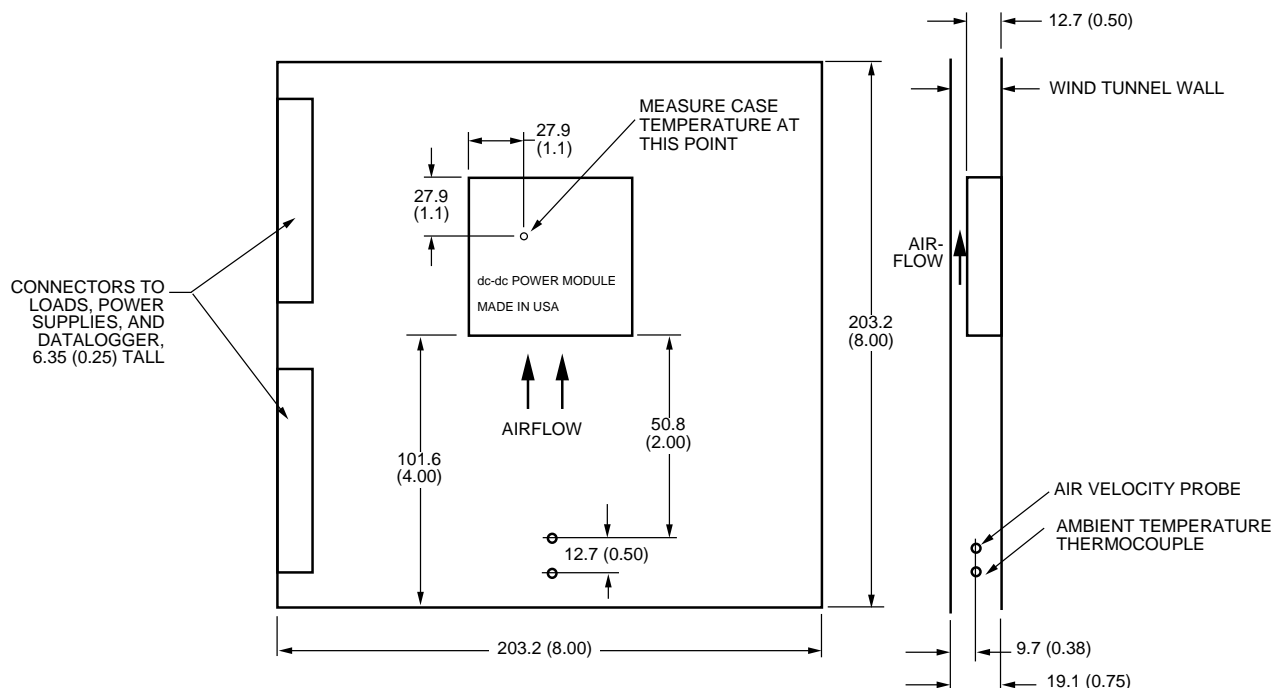 12.7 (0.50)
WIND TUNNEL WALL
MEASURE CASE
TEMPERATURE AT
THIS POINT
27.9
(1.1)
27.9
(1.1)
AIR-
FLOW
dc-dc POWER MODULE
MADE IN USA
CONNECTORS TO
LOADS, POWER
SUPPLIES, AND
DATALOGGER,
6.35 (0.25) TALL
203.2
(8.00)
50.8
(2.00)
AIRFLOW
101.6
(4.00)
AIR VELOCITY PROBE
AMBIENT TEMPERATURE
THERMOCOUPLE
12.7 (0.50)
203.2 (8.00)
9.7 (0.38)
19.1 (0.75)